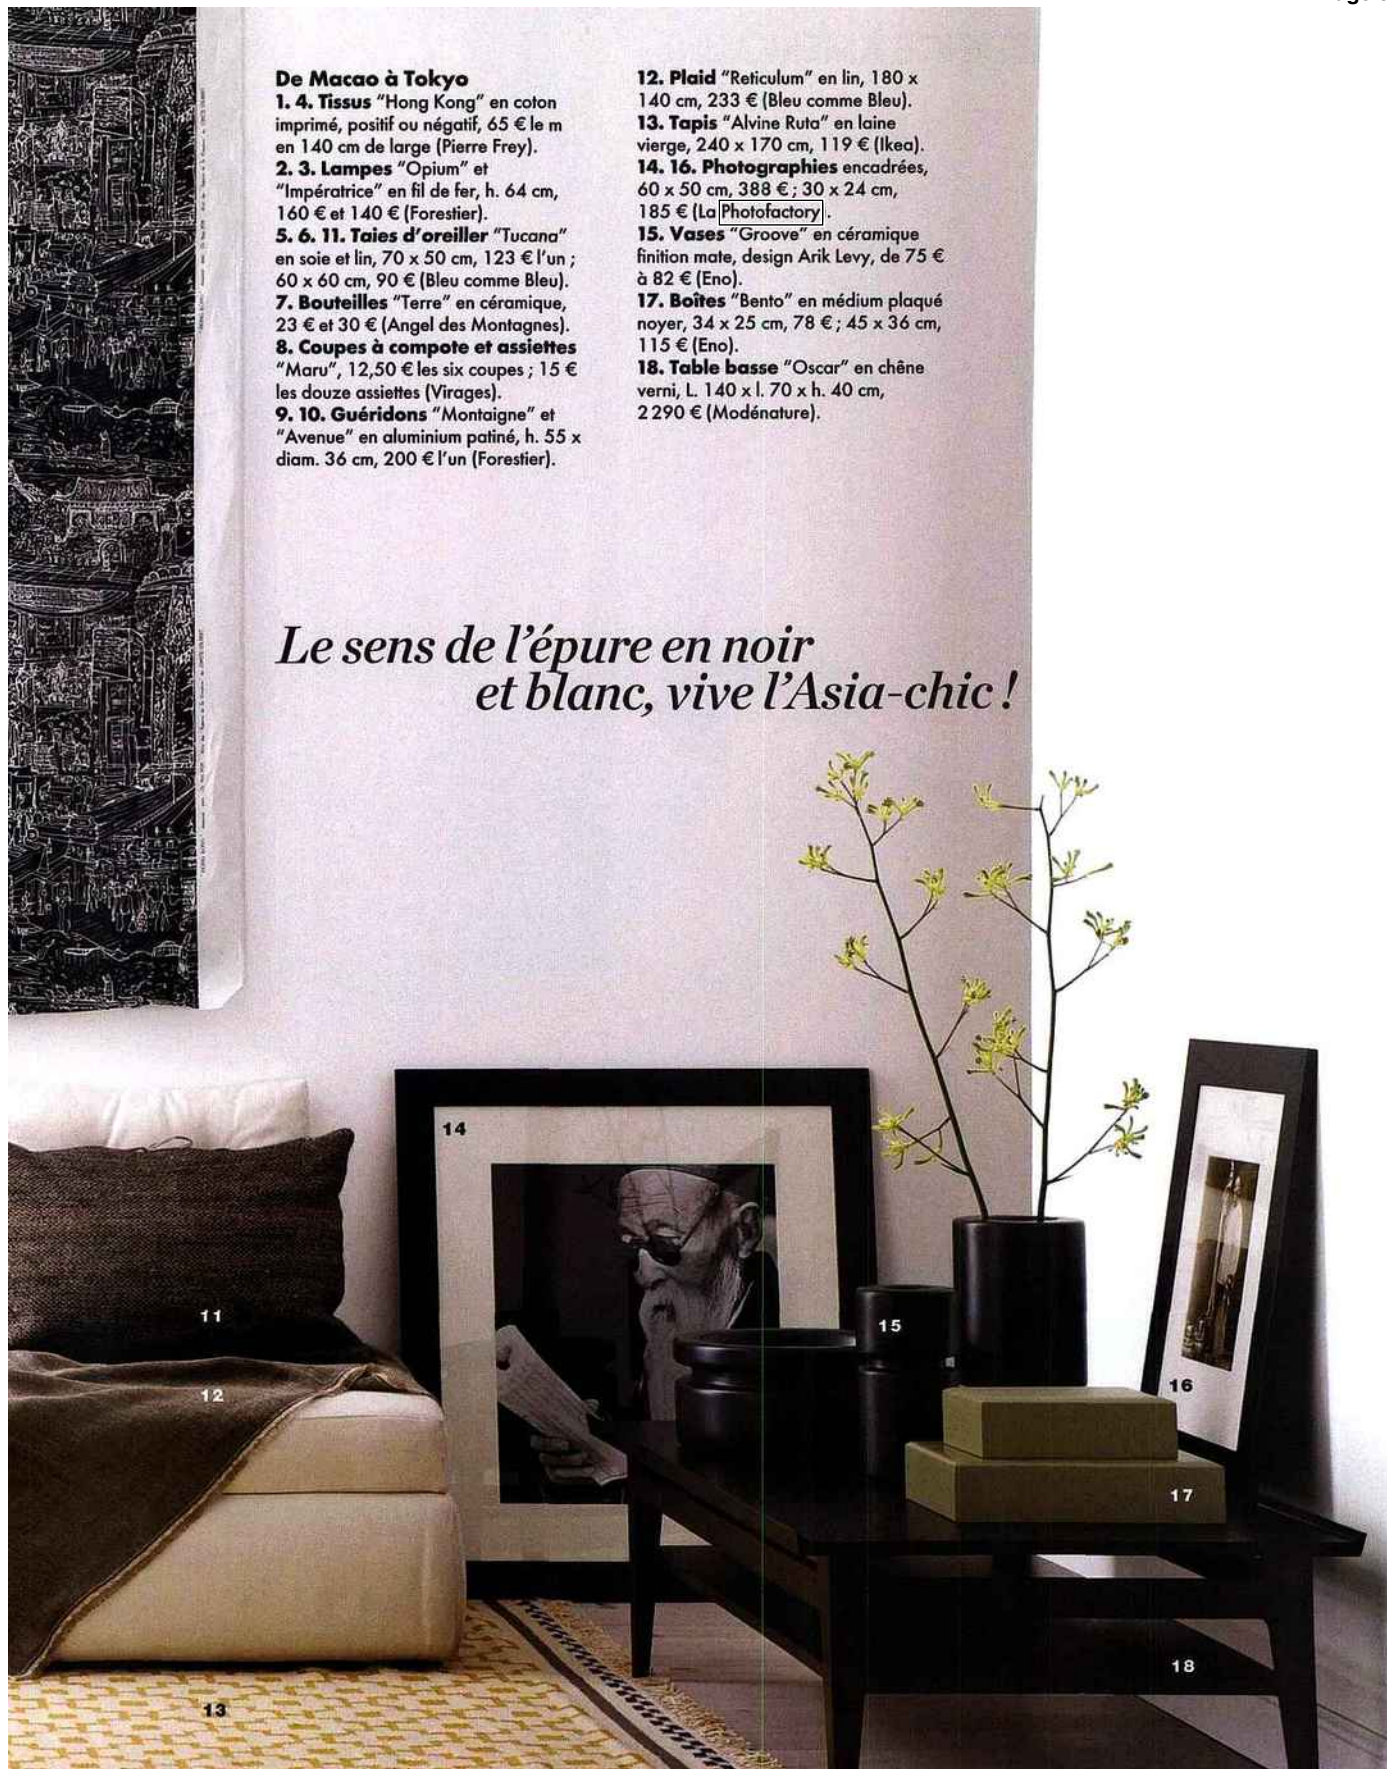 De Macao à Tokyo
1. 4. Tissus “Hong Kong” en coton
imprimé, positif ou négatif, 65 € le m
en 140 cm de large (Pierre Frey).
2. 3. Lampes “Opium” et
“Impératrice” en fil de fer, h. 64 cm,
160 € et 140 € (Forestier).
5. 6. 11. Taies d’oreiller “Tucana”
en soie et lin, 70 x 50 cm, 123 € l’un ;
60 x 60 cm, 90 € (Bleu comme Bleu).
7. Bouteilles “Terre” en céramique,
23 € et 30 € (Angel des Montagnes).
8. Coupes à compote et assiettes
“Maru”, 12,50 € les six coupes ; 15 €
les douze assiettes (Virages).
9. 10. Guéridons “Montaigne” et
“Avenue” en aluminium patiné, h. 55 x
diam. 36 cm, 200 € l’un (Forestier).
12. Plaid “Reticulum” en lin, 180 x
140 cm, 233 € (Bleu comme Bleu).
13. Tapis “Alvine Ruta” en laine
vierge, 240 x 170 cm, 119 € (Ikea).
14. 16. Photographies encadrées,
60 x 50 cm, 388 € ; 30 x 24 cm,
185 € (La Photofactory).
15. Vases “Groove” en céramique
finition mate, design Arik Levy, de 75 €
à 82 € (Eno).
17. Boîtes “Bento” en médium plaqué
noyer, 34 x 25 cm, 78 € ; 45 x 36 cm,
115 € (Eno).
18. Table basse “Oscar” en chêne
verni, L. 140 x l. 70 x h. 40 cm,
2 290 € (Modénature).
Le sens de l’épure en noir
et blanc, vive l’Asia-chic !
14
11
15
12
16
17
18
13